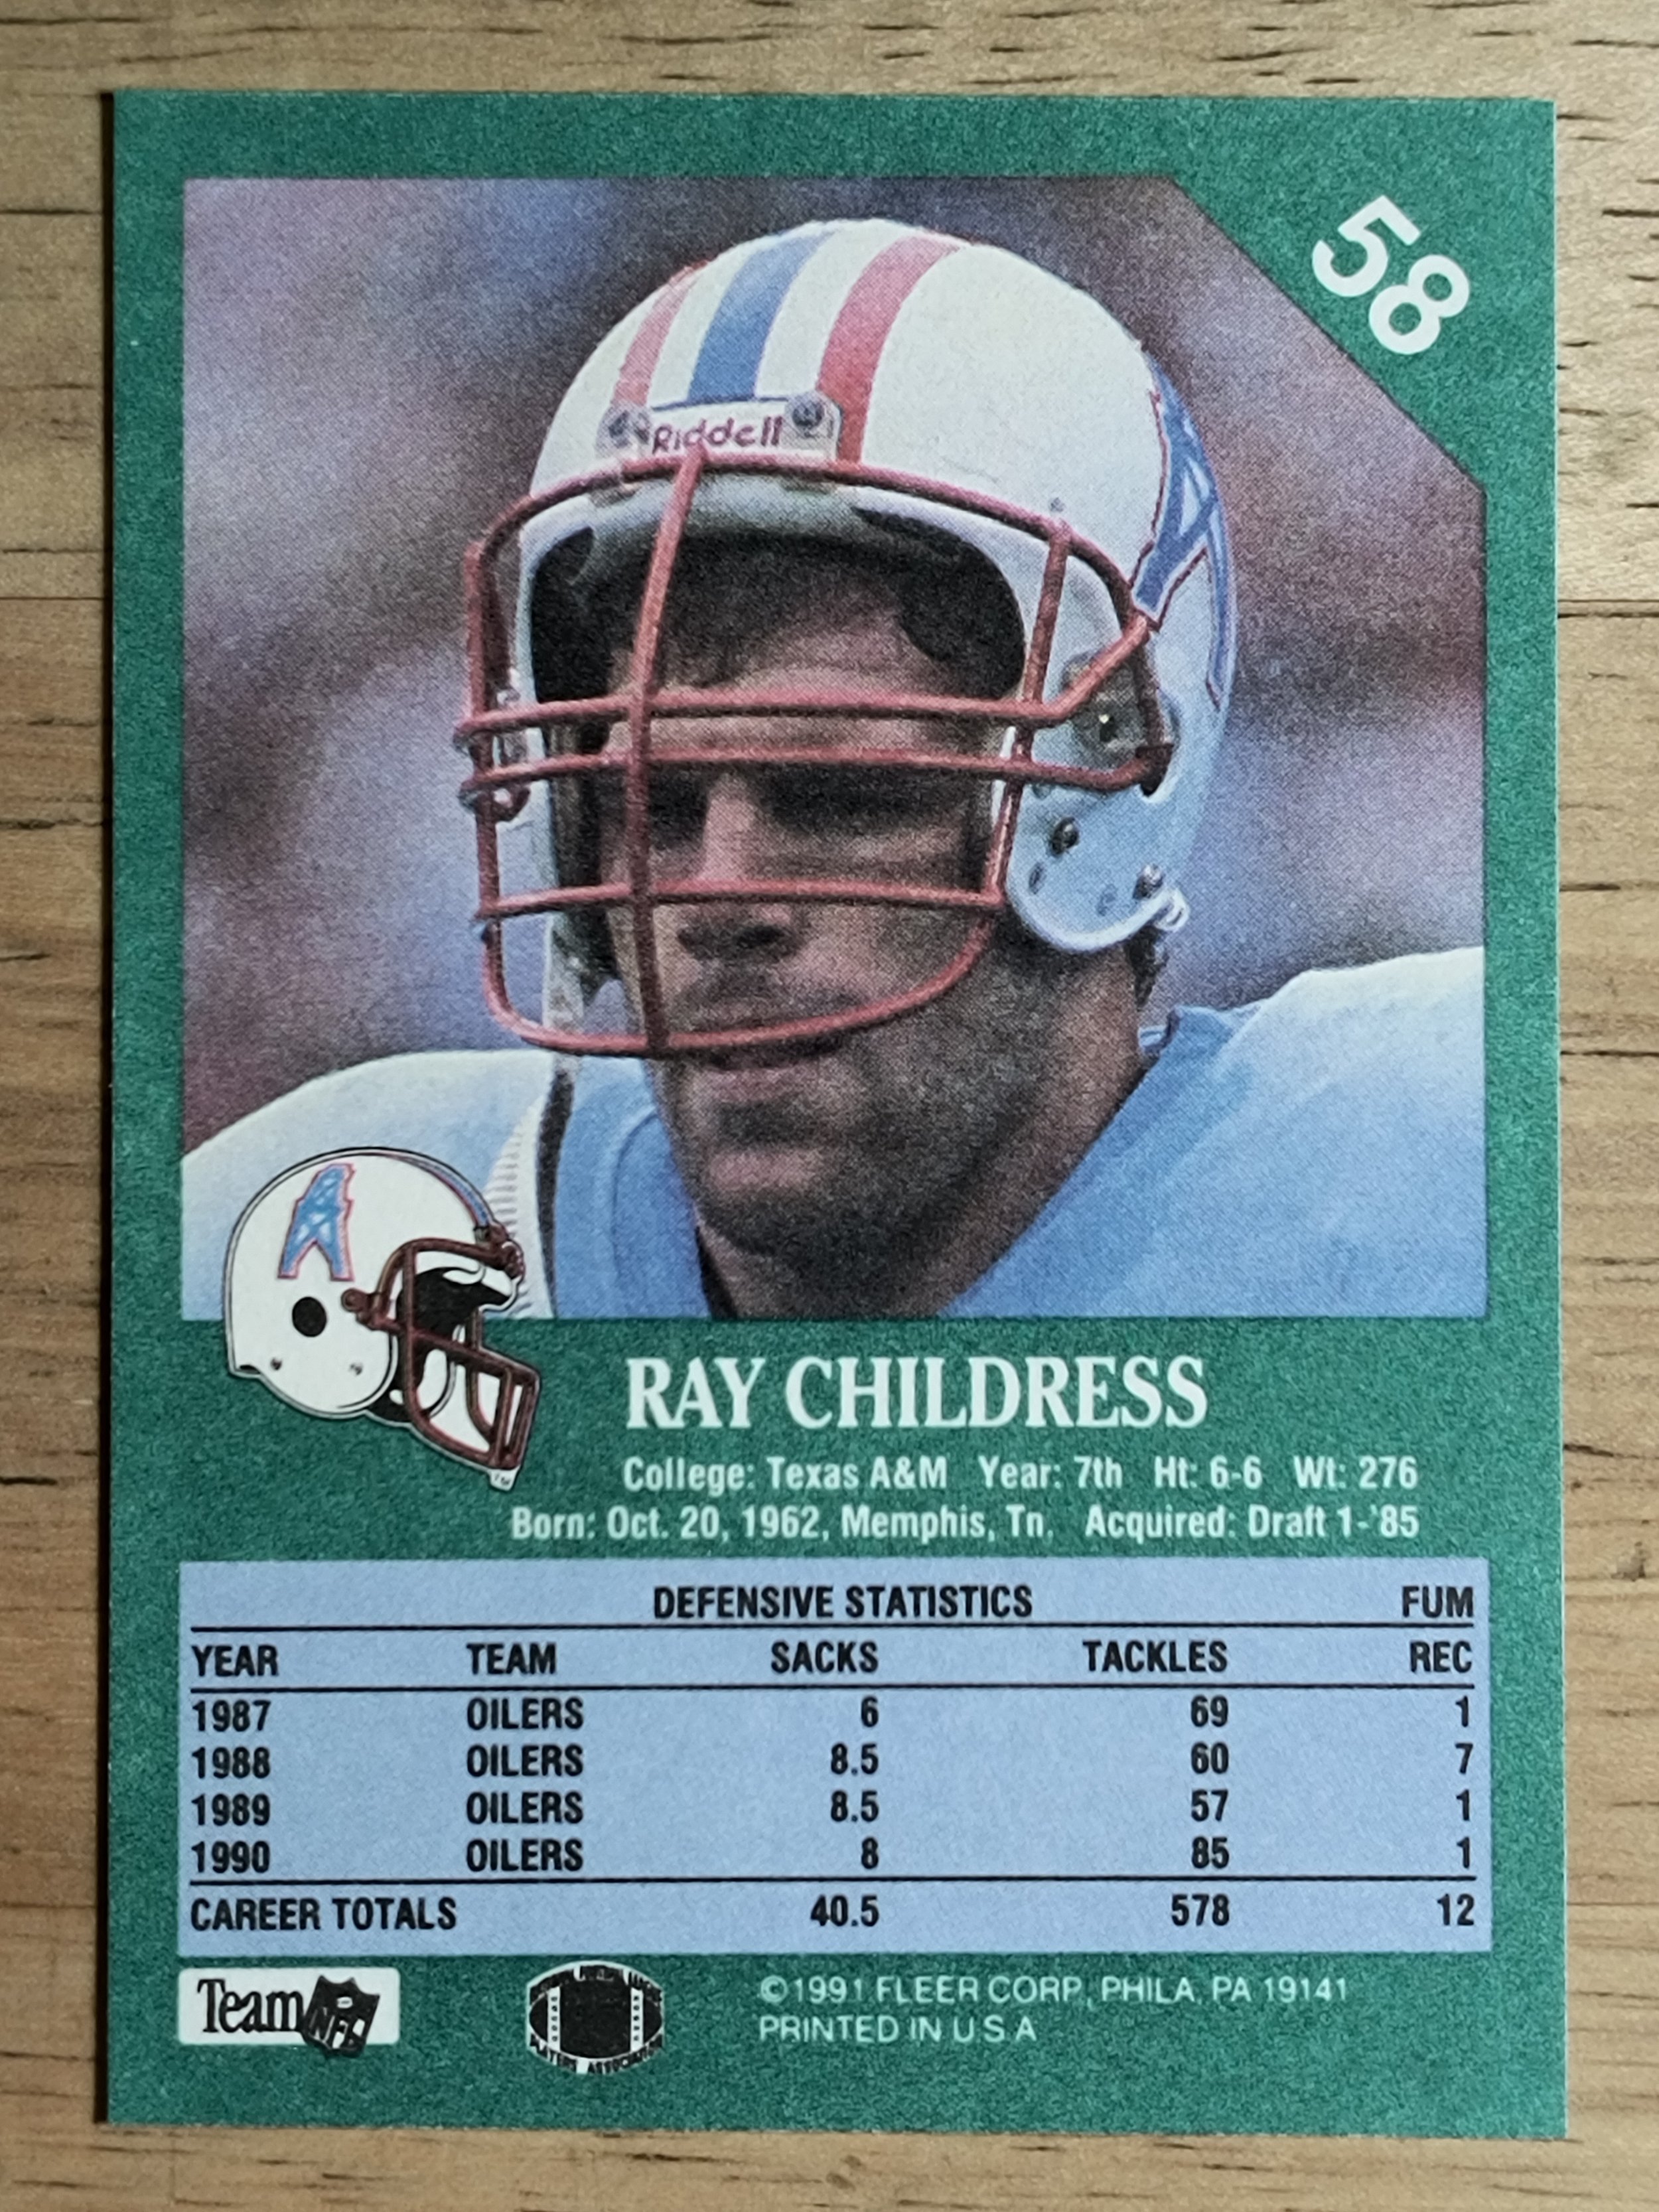 58
Riddell
RAY CHILDRESS
College: Texas A&M Year: 7th Ht: 6-6 Wt: 276
Born: Oct. 20, 1962, Memphis, Tn. Acquired: Draft 1-'85
DEFENSIVE STATISTICS FUM
YEAR TEAM SACKS TACKLES REC
1987 OILERS 6 69 1
1988 OILERS 8.5 60 7
1989 OILERS 8.5 57 1
1990 OILERS 8 85 1
CAREER TOTALS 40.5 578 12
Team NFL
PLAYERS ASSOCIATION
©1991 FLEER CORP., PHILA. PA 19141
PRINTED IN U.S.A